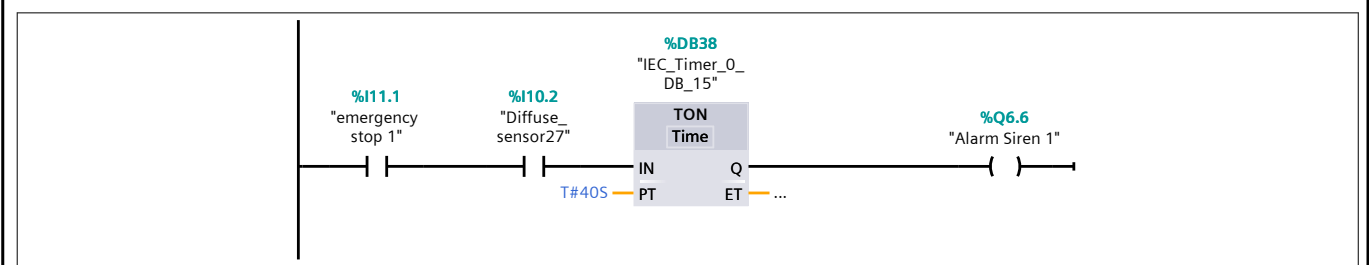 %DB38
"IEC_Timer_0_
DB_15"
%I11.1
"emergency
stop 1"
%I10.2
"Diffuse_
sensor27"
TON
Time
%Q6.6
"Alarm Siren 1"
IN
Q
T#40S
PT
ET
...